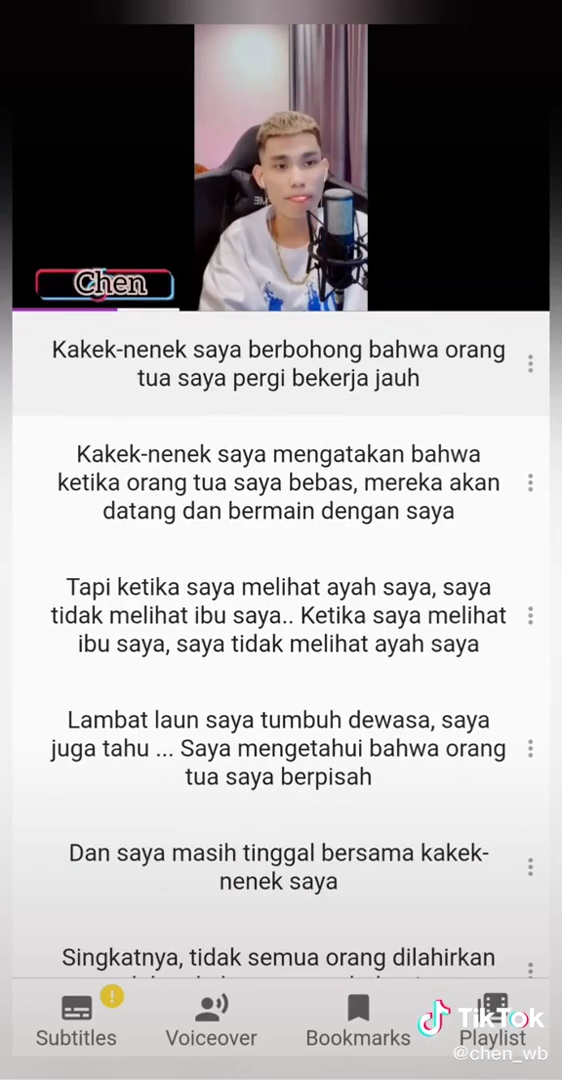 Chen
Kakek-nenek saya berbohong bahwa orang
tua saya pergi bekerja jauh
Kakek-nenek saya mengatakan bahwa
ketika orang tua saya bebas, mereka akan
datang dan bermain dengan saya
Tapi ketika saya melihat ayah saya, saya
tidak melihat ibu saya.. Ketika saya melihat
ibu saya, saya tidak melihat ayah saya
Lambat laun saya tumbuh dewasa, saya
juga tahu ... Saya mengetahui bahwa orang
tua saya berpisah
Dan saya masih tinggal bersama kakek-
nenek saya
Singkatnya, tidak semua orang dilahirkan
Subtitles
Voiceover
Bookmarks
Playlist
TikTok
@chen_wb